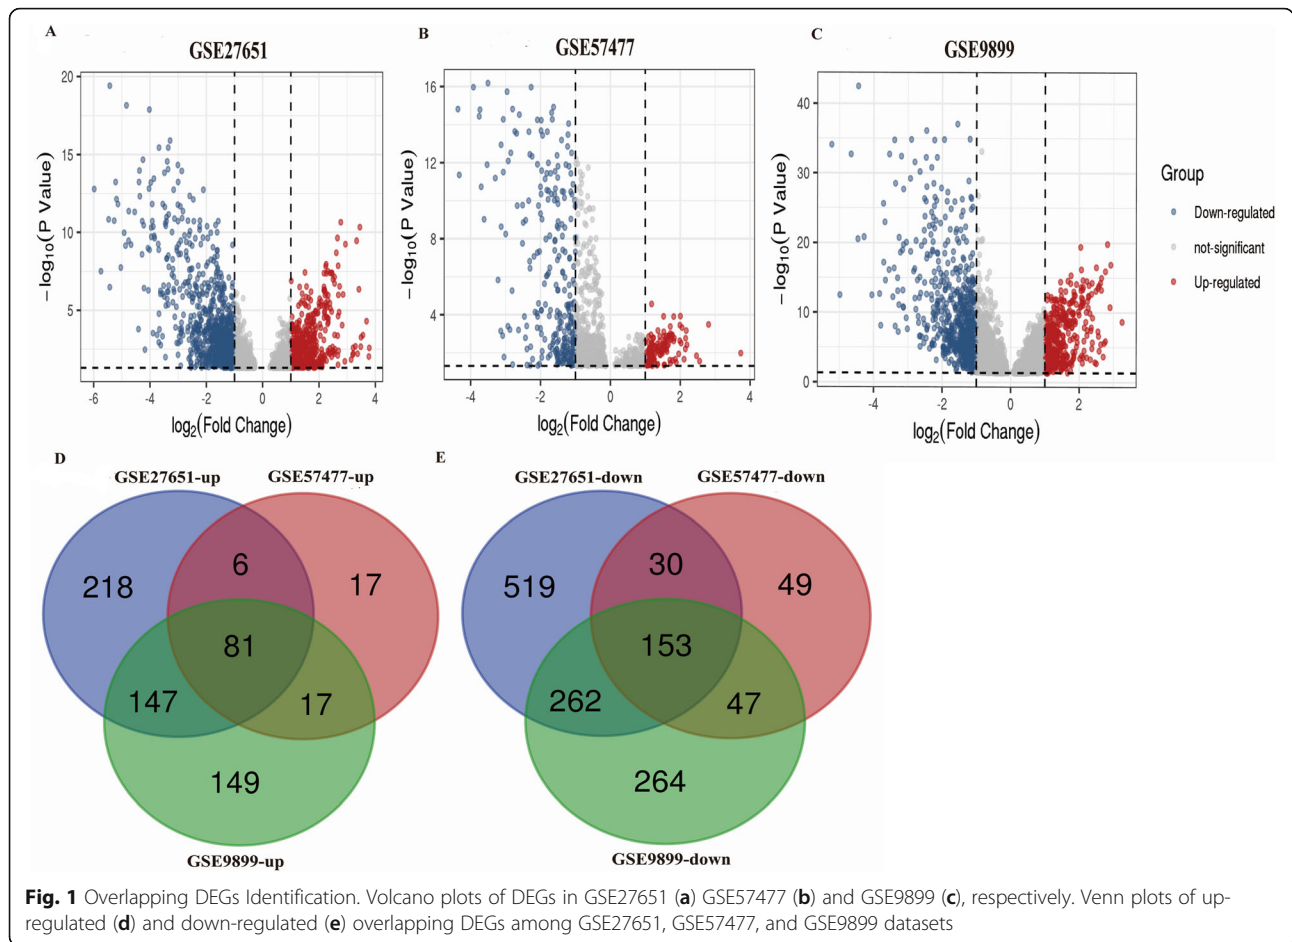 A
GSE27651
20
15
10
5
−log10(P Value)
-6
-4
-2
0
2
4
log2(Fold Change)
B
GSE57477
16
12
8
4
−log10(P Value)
-4
-2
0
2
4
log2(Fold Change)
C
GSE9899
40
30
20
10
0
−log10(P Value)
-4
-2
0
2
log2(Fold Change)
Group
Down-regulated
not-significant
Up-regulated
D
GSE27651-up
GSE57477-up
218
6
17
81
147
17
149
GSE9899-up
E
GSE27651-down
GSE57477-down
519
30
49
153
262
47
264
GSE9899-down
Fig. 1 Overlapping DEGs Identification. Volcano plots of DEGs in GSE27651 (a) GSE57477 (b) and GSE9899 (c), respectively. Venn plots of up-
regulated (d) and down-regulated (e) overlapping DEGs among GSE27651, GSE57477, and GSE9899 datasets